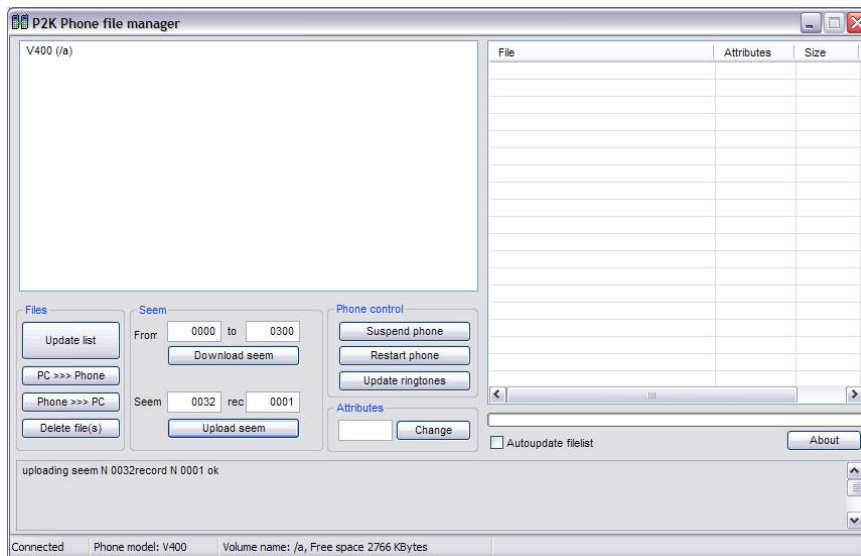 P2K Phone file manager
V400 (/a)
File Attributes Size
Files
Update list
PC >>> Phone
Phone >>> PC
Delete file(s)
Seem
From 0000 to 0300
Download seem
Seem 0032 rec 0001
Upload seem
Phone control
Suspend phone
Restart phone
Update ringtones
Attributes
Change
Autoupdate filelist
About
uploading seem N 0032record N 0001 ok
Connected Phone model: V400 Volume name: /a, Free space 2766 KBytes